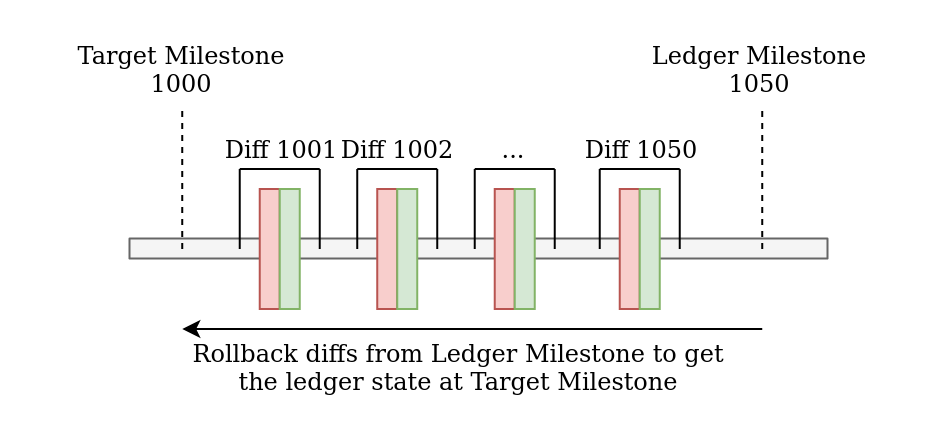 Target Milestone
1000
Ledger Milestone
1050
Diff 1001
Diff 1002
...
Diff 1050
Rollback diffs from Ledger Milestone to get
the ledger state at Target Milestone